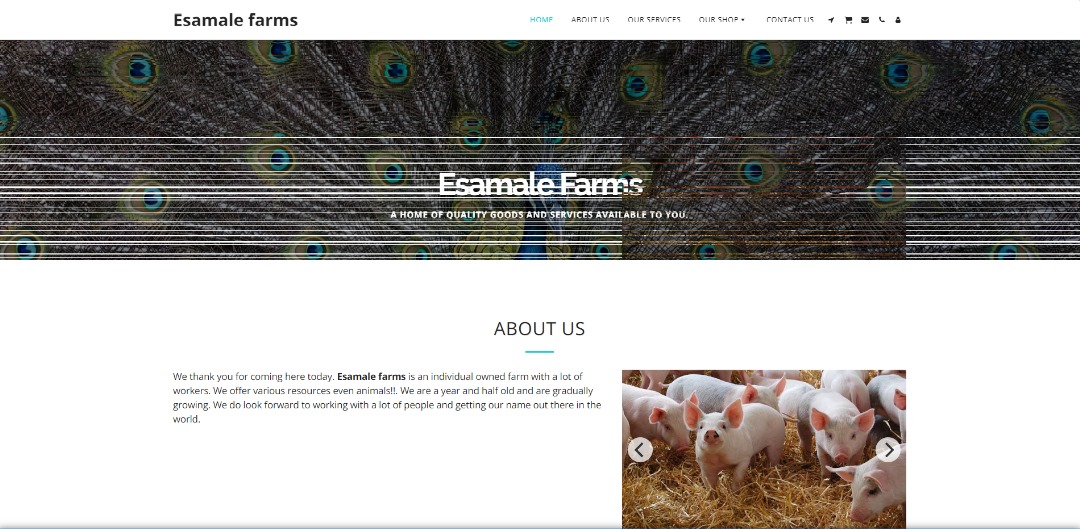 Esamale farms
HOME ABOUT US OUR SERVICES OUR SHOP CONTACT US
Esamale Farms
A HOME OF QUALITY GOODS AND SERVICES AVAILABLE TO YOU.
ABOUT US
We thank you for coming here today. Esamale farms is an individual owned farm with a lot of
workers. We offer various resources even animals!!. We are a year and half old and are gradually
growing. We do look forward to working with a lot of people and getting our name out there in the
world.